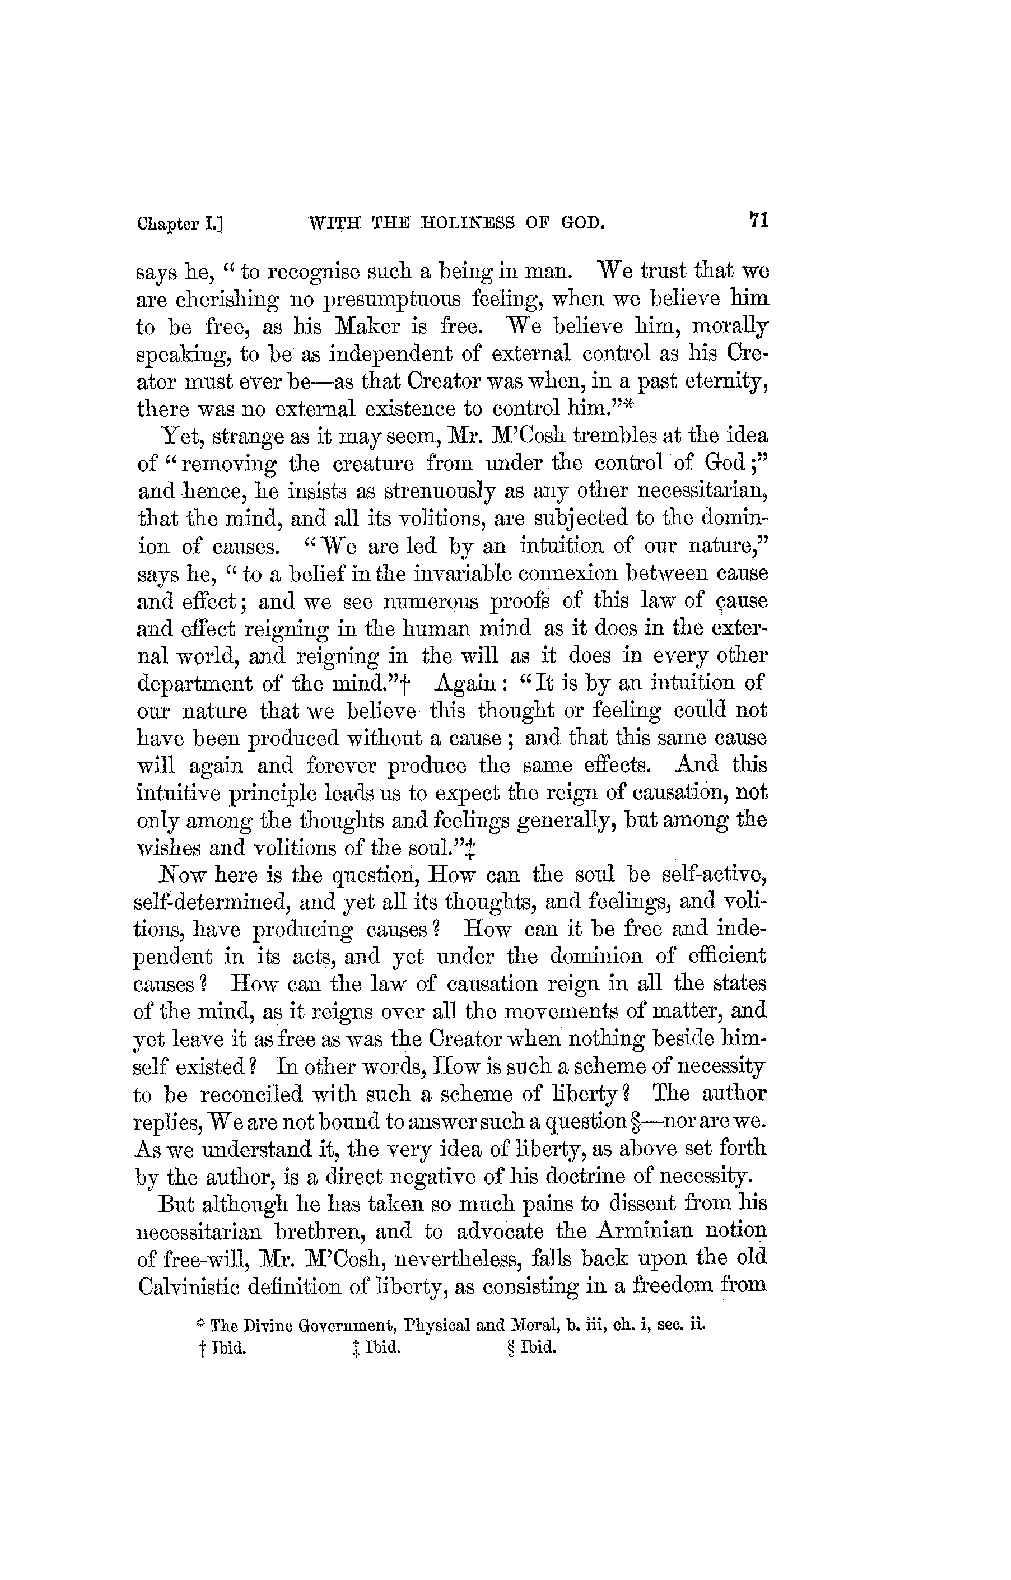 Chapter I.] WITH THE HOLINESS OF GOD. 71
says he, “ to recognise such a being in man. We trust that we
are cherishing no presumptuous feeling, when we believe him
to be free, as his Maker is free. We believe him, morally
speaking, to be as independent of external control as his Cre-
ator must ever be—as that Creator was when, in a past eternity,
there was no external existence to control him.”*
Yet, strange as it may seem, Mr. M’Cosh trembles at the idea
of “ removing the creature from under the control of God ;”
and hence, he insists as strenuously as any other necessitarian,
that the mind, and all its volitions, are subjected to the domin-
ion of causes. “ We are led by an intuition of our nature,”
says he, “ to a belief in the invariable connexion between cause
and effect; and we see numerous proofs of this law of cause
and effect reigning in the human mind as it does in the exter-
nal world, and reigning in the will as it does in every other
department of the mind.”† Again : “ It is by an intuition of
our nature that we believe this thought or feeling could not
have been produced without a cause ; and that this same cause
will again and forever produce the same effects. And this
intuitive principle leads us to expect the reign of causation, not
only among the thoughts and feelings generally, but among the
wishes and volitions of the soul.”‡
Now here is the question, How can the soul be self-active,
self-determined, and yet all its thoughts, and feelings, and voli-
tions, have producing causes? How can it be free and inde-
pendent in its acts, and yet under the dominion of efficient
causes? How can the law of causation reign in all the states
of the mind, as it reigns over all the movements of matter, and
yet leave it as free as was the Creator when nothing beside him-
self existed? In other words, How is such a scheme of necessity
to be reconciled with such a scheme of liberty? The author
replies, We are not bound to answer such a question §—nor are we.
As we understand it, the very idea of liberty, as above set forth
by the author, is a direct negative of his doctrine of necessity.
But although he has taken so much pains to dissent from his
necessitarian brethren, and to advocate the Arminian notion
of free-will, Mr. M’Cosh, nevertheless, falls back upon the old
Calvinistic definition of liberty, as consisting in a freedom from
* The Divine Government, Physical and Moral, b. iii, ch. i, sec. ii.
† Ibid. ‡ Ibid. § Ibid.